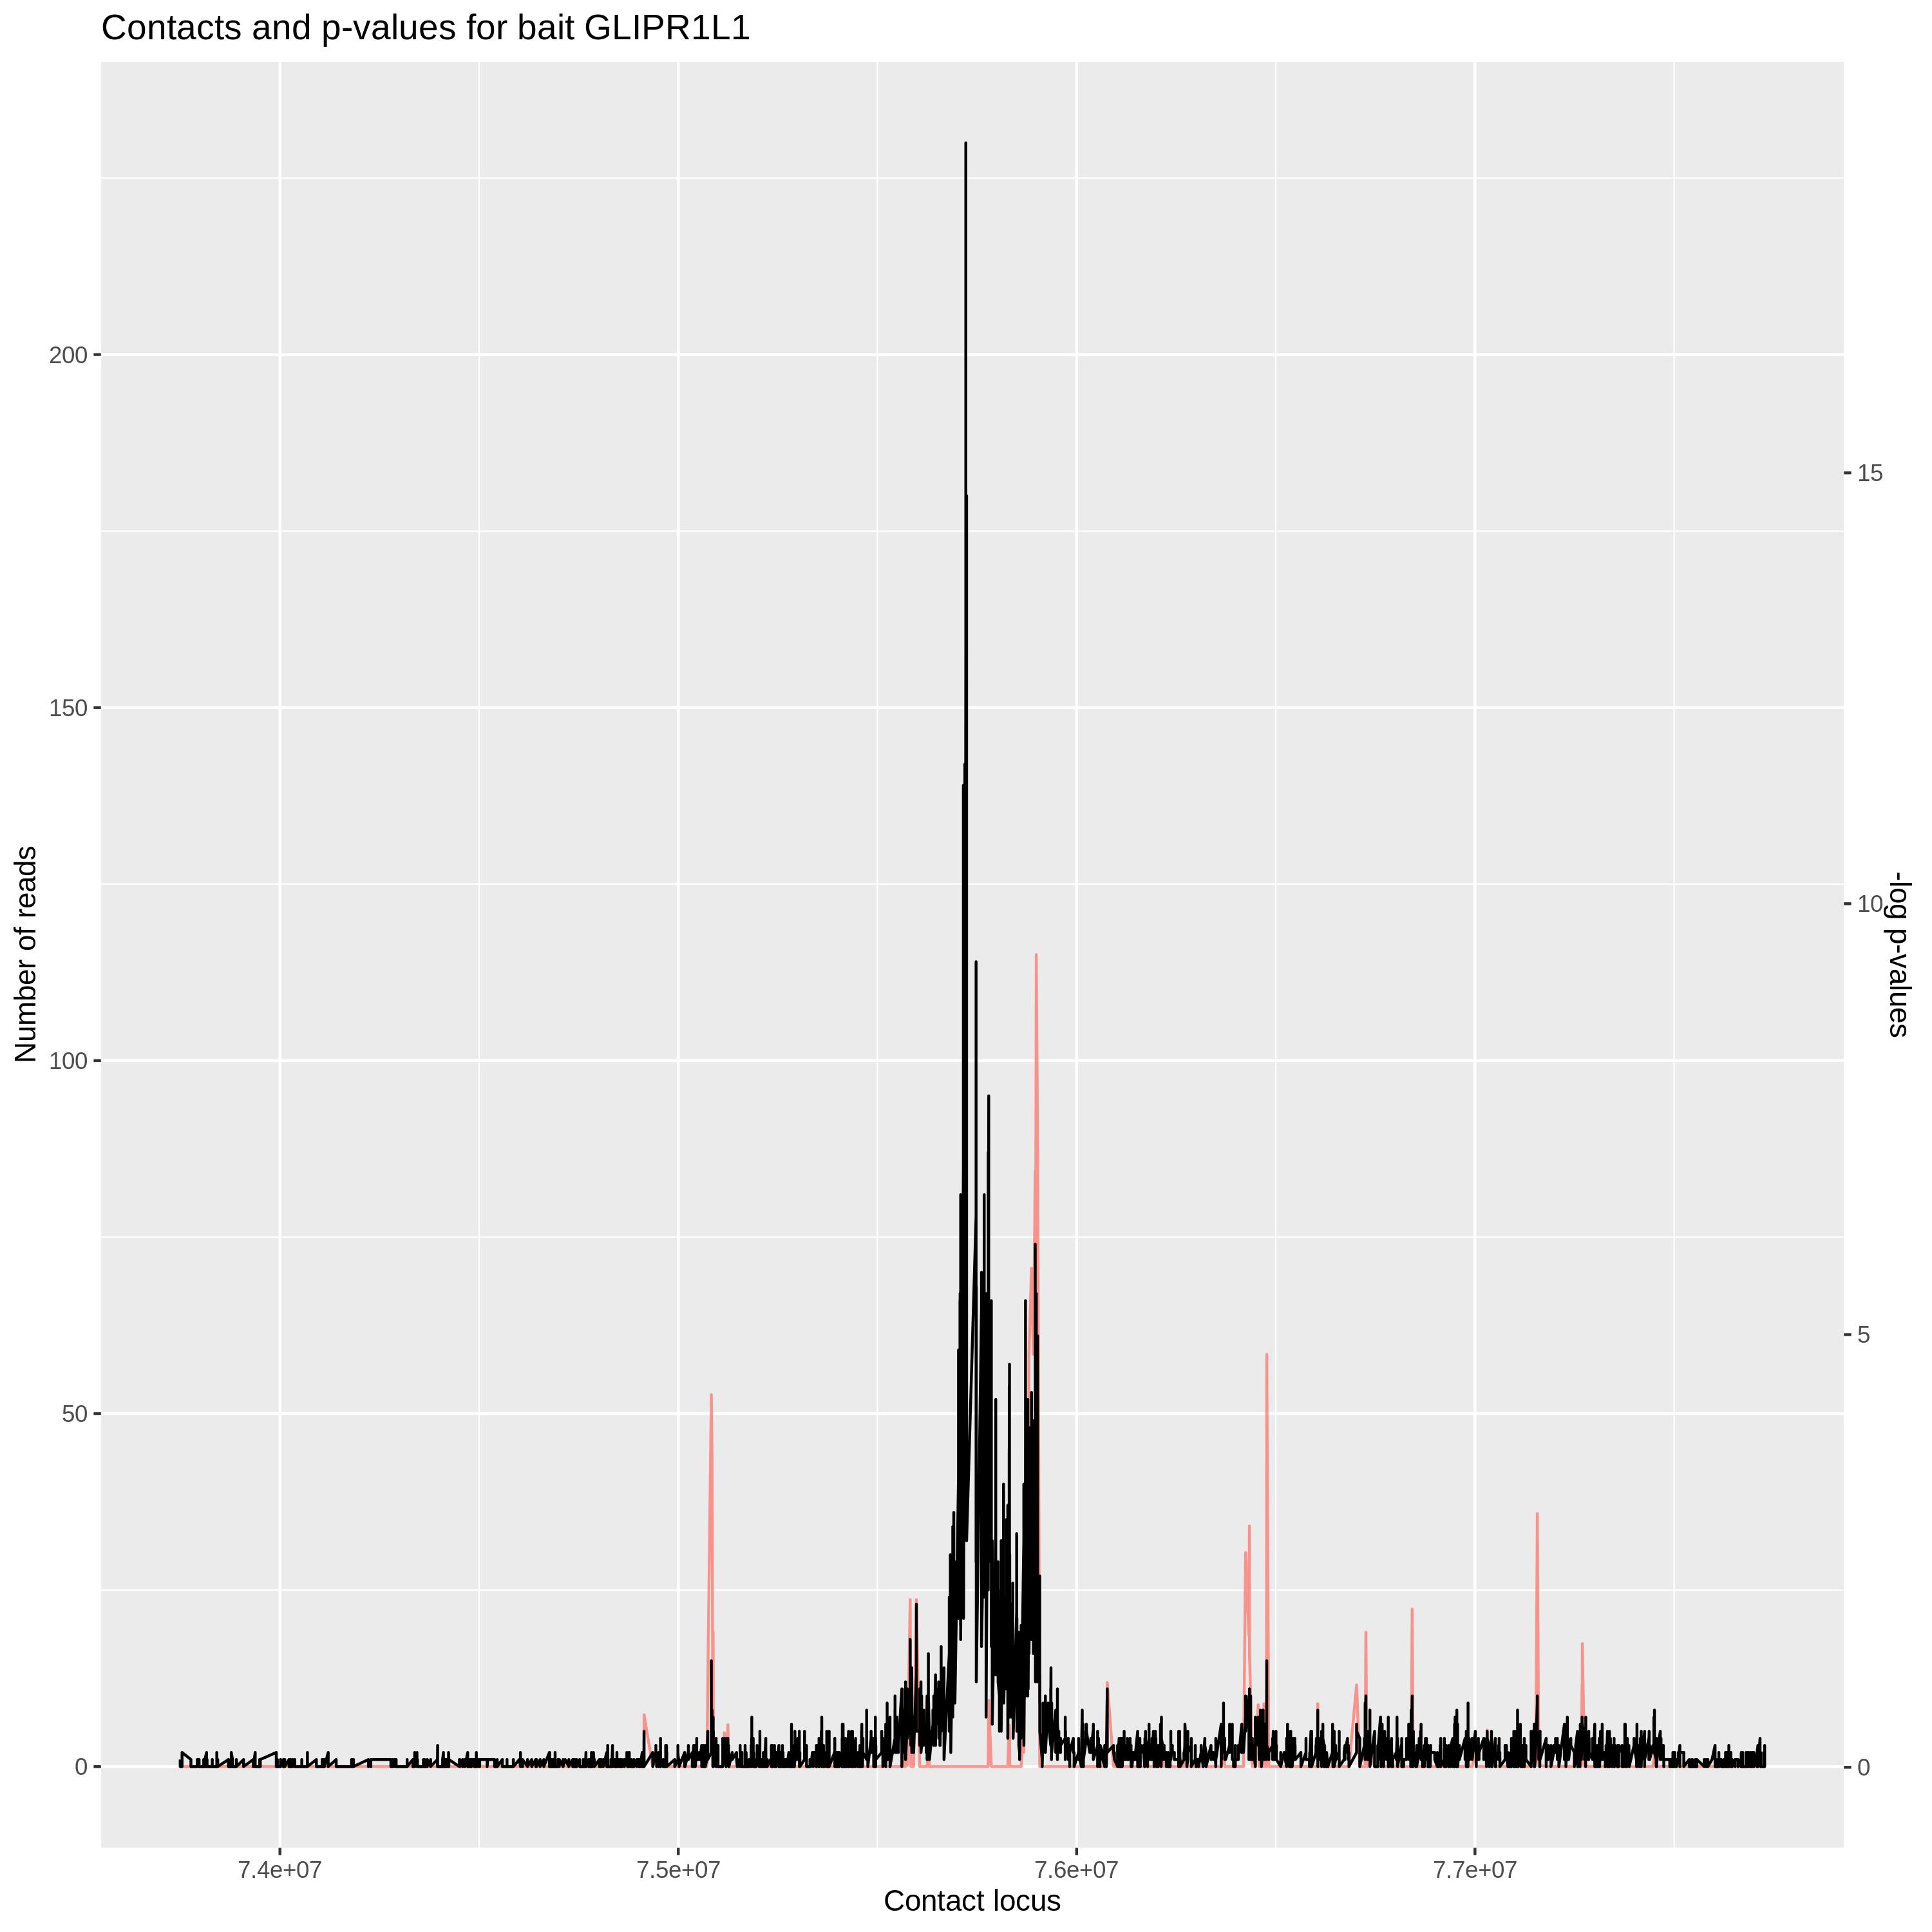 Contacts and p-values for bait GLIPR1L1
200
150
100
50
0
Number of reads
15
10
5
0
-log p-values
7.4e+07 7.5e+07 7.6e+07 7.7e+07
Contact locus